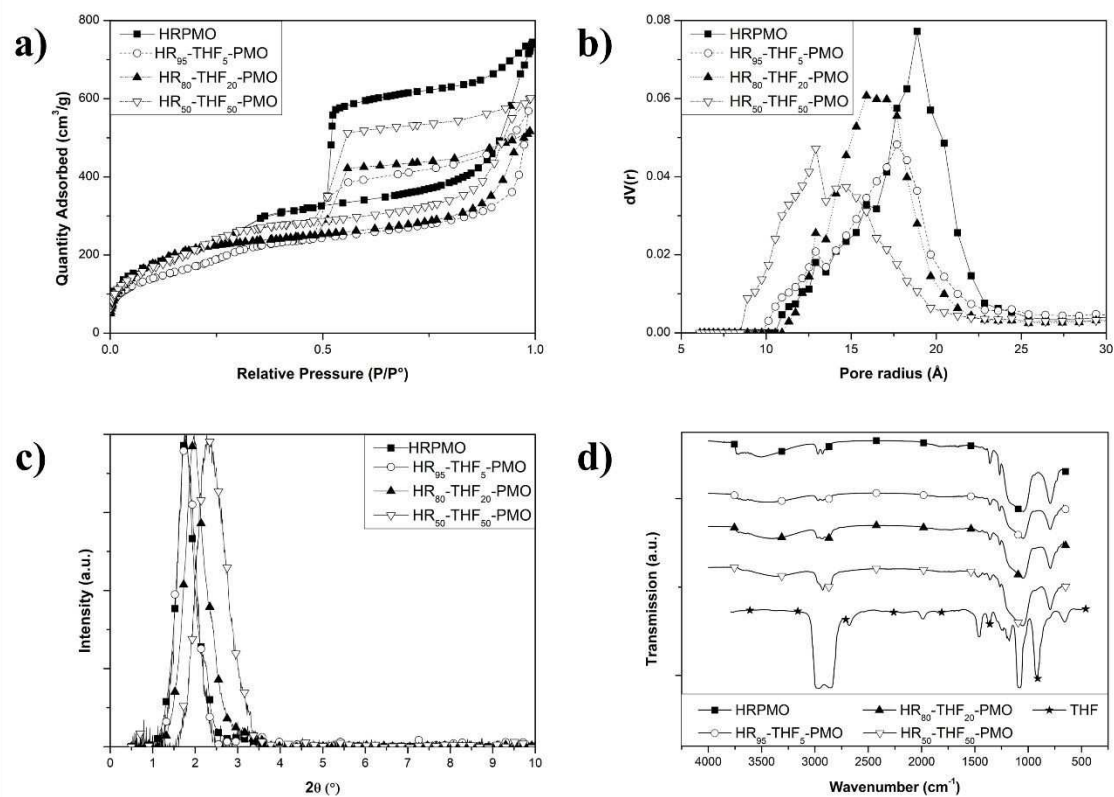 a)
800
600
400
200
0
Quantity Adsorbed (cm³/g)
HRPMO
HR₉₅-THF₅-PMO
HR₈₀-THF₂₀-PMO
HR₅₀-THF₅₀-PMO
0.0 0.5 1.0
Relative Pressure (P/P°)
b)
0.08
0.06
0.04
0.02
0.00
dV(r)
HRPMO
HR₉₅-THF₅-PMO
HR₈₀-THF₂₀-PMO
HR₅₀-THF₅₀-PMO
5 10 15 20 25 30
Pore radius (Å)
c)
Intensity (a.u.)
HRPMO
HR₉₅-THF₅-PMO
HR₈₀-THF₂₀-PMO
HR₅₀-THF₅₀-PMO
0 1 2 3 4 5 6 7 8 9 10
2θ (°)
d)
Transmission (a.u.)
HRPMO HR₈₀-THF₂₀-PMO THF
HR₉₅-THF₅-PMO HR₅₀-THF₅₀-PMO
4000 3500 3000 2500 2000 1500 1000 500
Wavenumber (cm⁻¹)